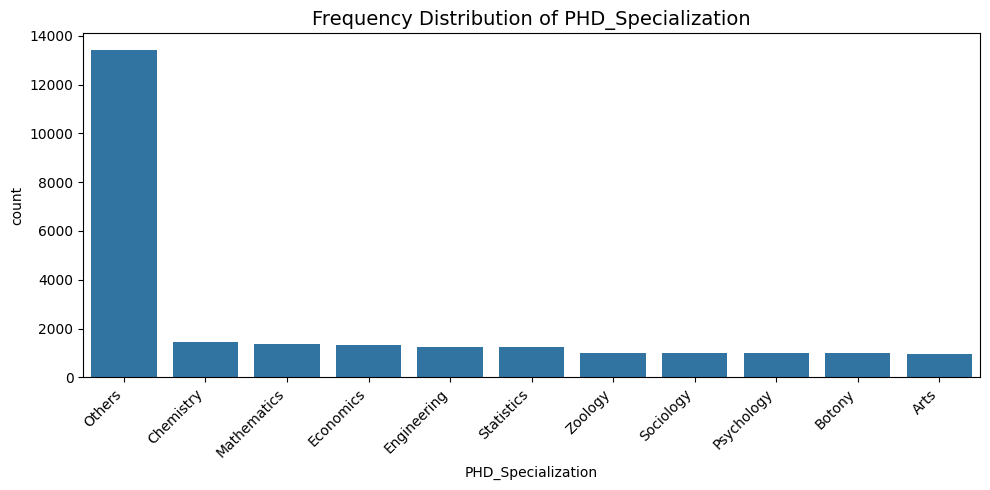 Frequency Distribution of PHD_Specialization
14000
12000
10000
8000
6000
4000
2000
0
count
Others
Chemistry
Mathematics
Economics
Engineering
Statistics
Zoology
Sociology
Psychology
Botony
Arts
PHD_Specialization